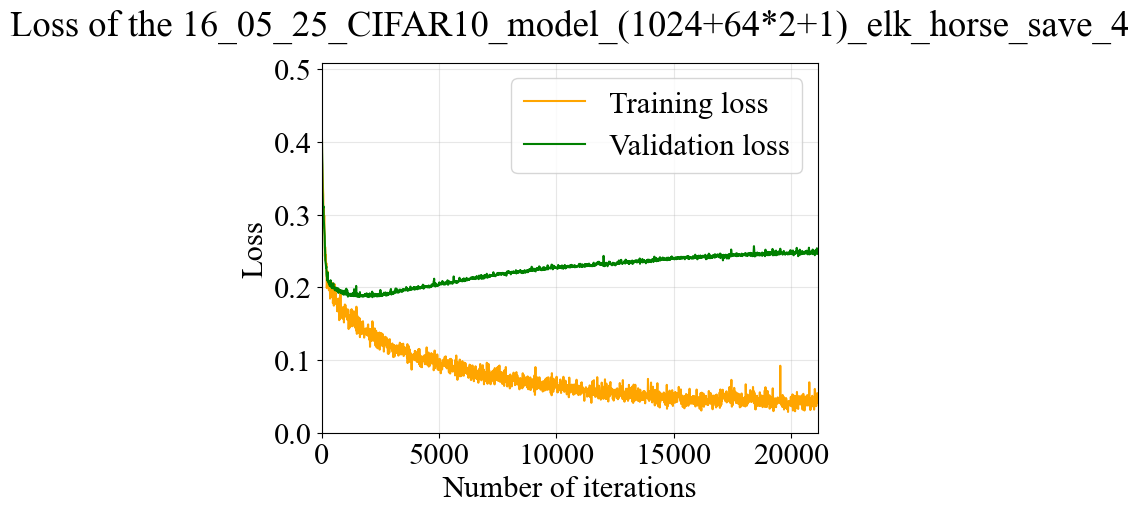 Loss of the 16_05_25_CIFAR10_model_(1024+64*2+1)_elk_horse_save_4
0.5
0.4
0.3
0.2
0.1
0.0
Loss
Training loss
Validation loss
0 5000 10000 15000 20000
Number of iterations